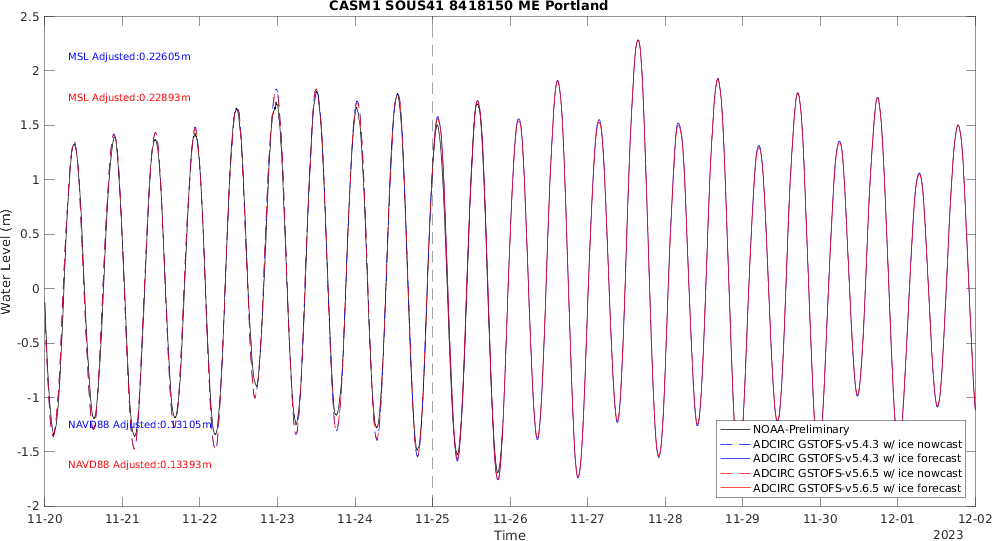 CASM1 SOUS41 8418150 ME Portland
2.5
2
1.5
1
0.5
0
-0.5
-1
-1.5
-2
Water Level (m)
MSL Adjusted:0.22605m
MSL Adjusted:0.22893m
NAVD88 Adjusted:0.13105m
NAVD88 Adjusted:0.13393m
NOAA-Preliminary
ADCIRC GSTOFS-v5.4.3 w/ ice nowcast
ADCIRC GSTOFS-v5.4.3 w/ ice forecast
ADCIRC GSTOFS-v5.6.5 w/ ice nowcast
ADCIRC GSTOFS-v5.6.5 w/ ice forecast
11-20 11-21 11-22 11-23 11-24 11-25 11-26 11-27 11-28 11-29 11-30 12-01 12-02
Time
2023